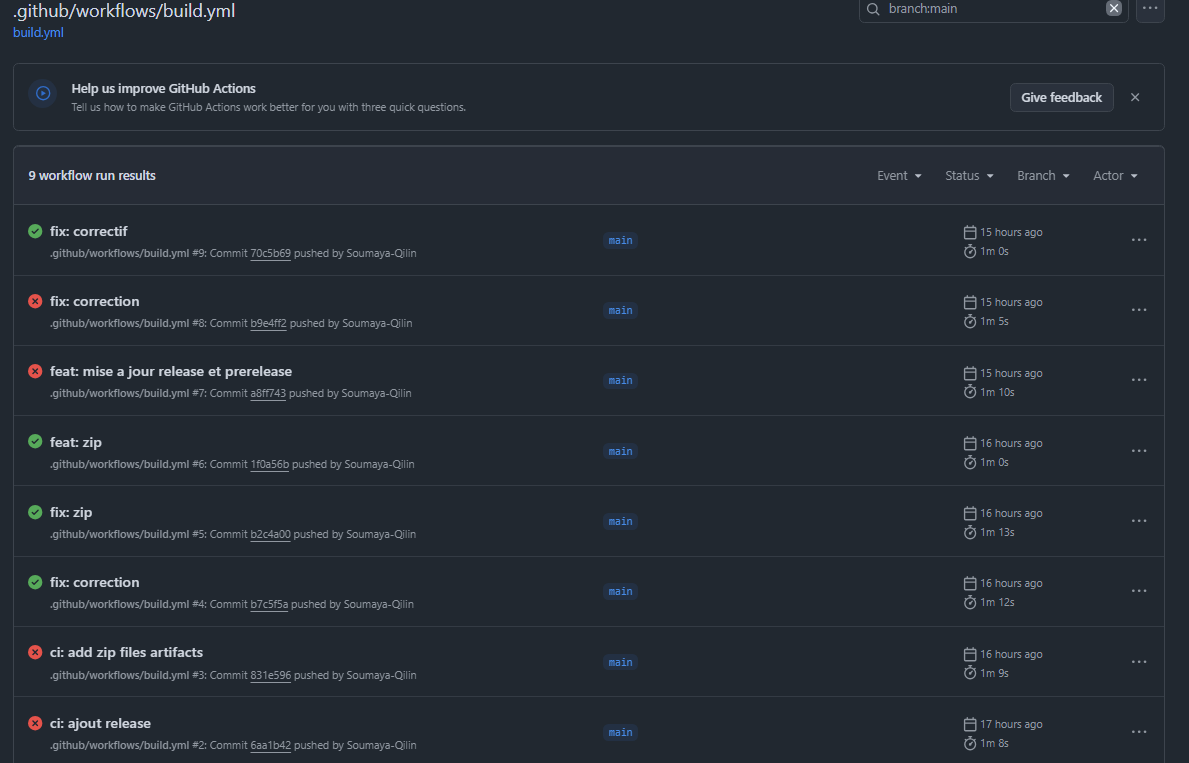 .github/workflows/build.yml
branch:main
build.yml
Help us improve GitHub Actions
Tell us how to make GitHub Actions work better for you with three quick questions.
Give feedback
9 workflow run results
Event
Status
Branch
Actor
fix: correctif
.github/workflows/build.yml #9: Commit 70c5b69 pushed by Soumaya-Qilin
main
15 hours ago
1m 0s
fix: correction
.github/workflows/build.yml #8: Commit b9e4ff2 pushed by Soumaya-Qilin
main
15 hours ago
1m 5s
feat: mise a jour release et prerelease
.github/workflows/build.yml #7: Commit a8ff743 pushed by Soumaya-Qilin
main
15 hours ago
1m 10s
feat: zip
.github/workflows/build.yml #6: Commit 1f0a56b pushed by Soumaya-Qilin
main
16 hours ago
1m 0s
fix: zip
.github/workflows/build.yml #5: Commit b2c4a00 pushed by Soumaya-Qilin
main
16 hours ago
1m 13s
fix: correction
.github/workflows/build.yml #4: Commit b7c5f5a pushed by Soumaya-Qilin
main
16 hours ago
1m 12s
ci: add zip files artifacts
.github/workflows/build.yml #3: Commit 831e596 pushed by Soumaya-Qilin
main
16 hours ago
1m 9s
ci: ajout release
.github/workflows/build.yml #2: Commit 6aa1b42 pushed by Soumaya-Qilin
main
17 hours ago
1m 8s